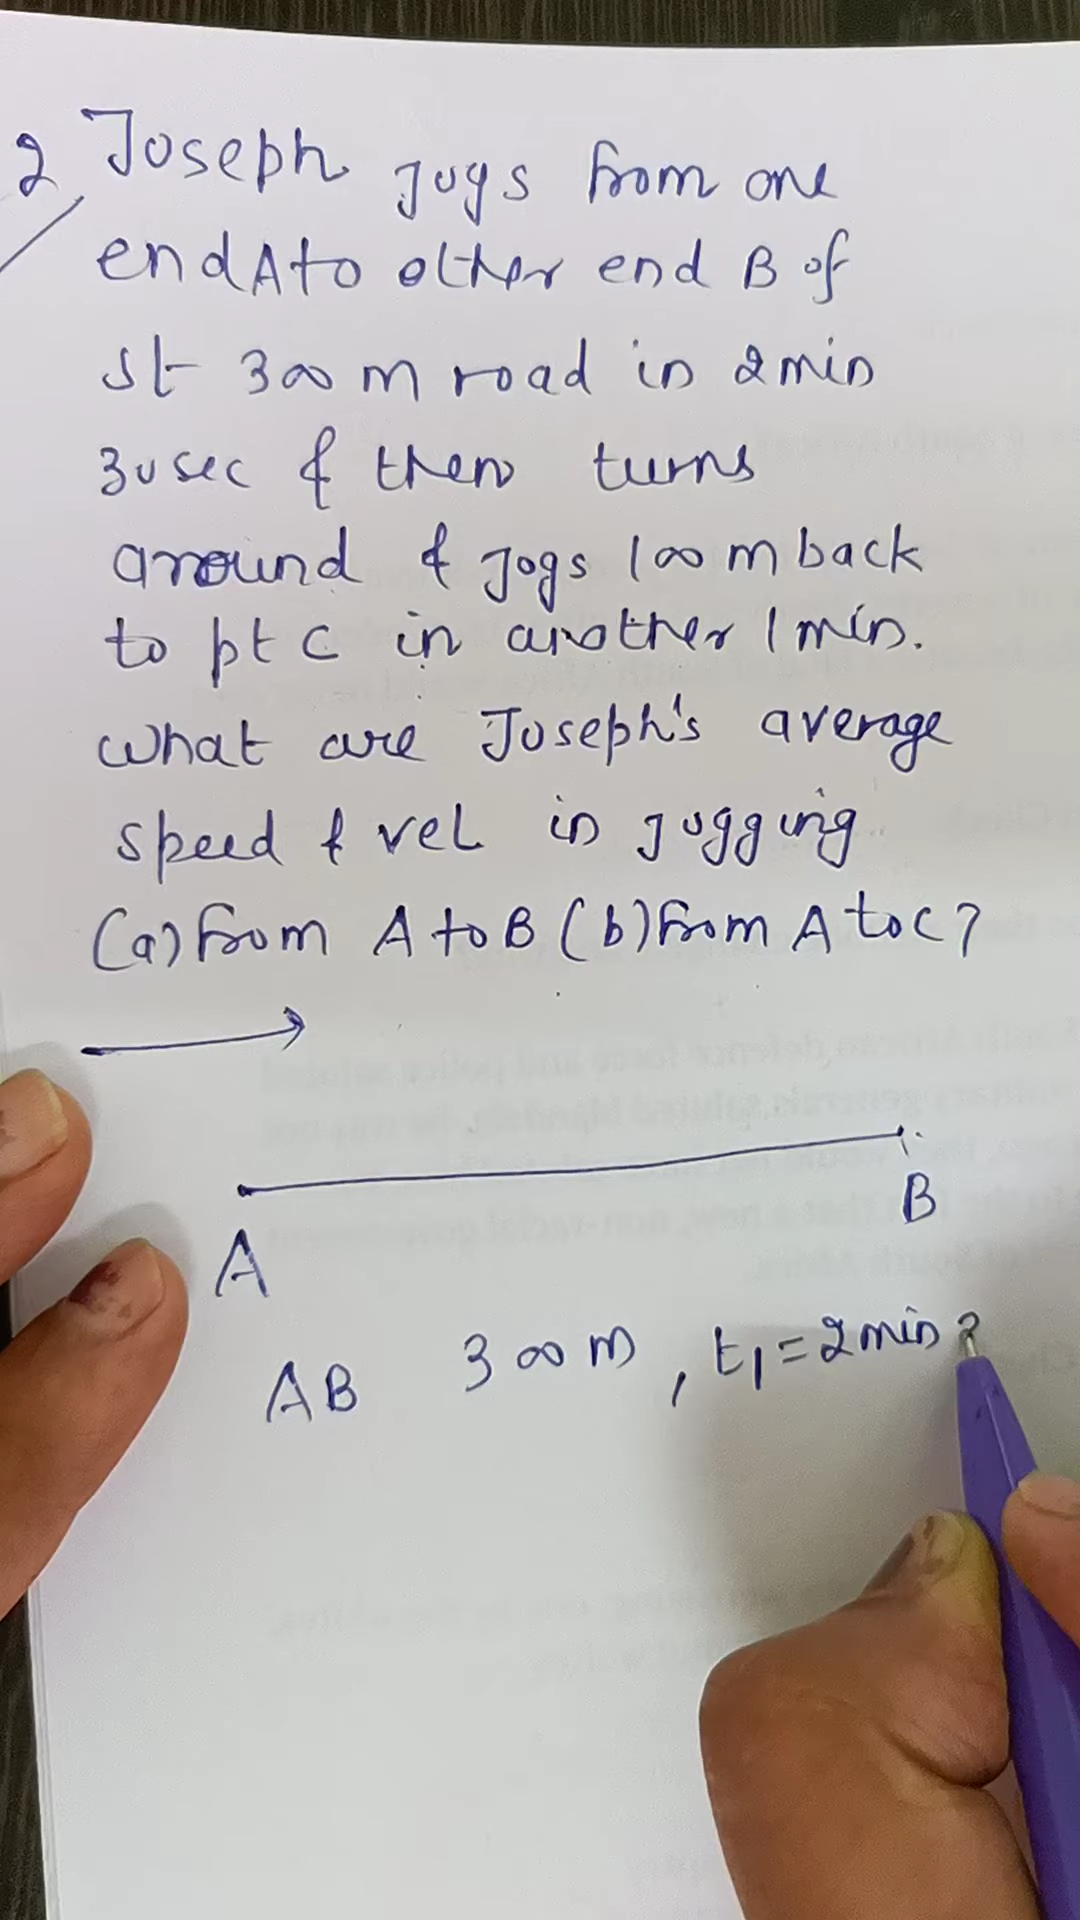 2 Joseph jogs from one
end A to other end B of
st 300 m road in 2 min
30 sec & then turns
around & jogs 100 m back
to pt C in another 1 min.
what are Joseph's average
speed & vel in jogging
(a) from A to B (b) from A to C?
A B
AB 300 m, t1 = 2 min 3